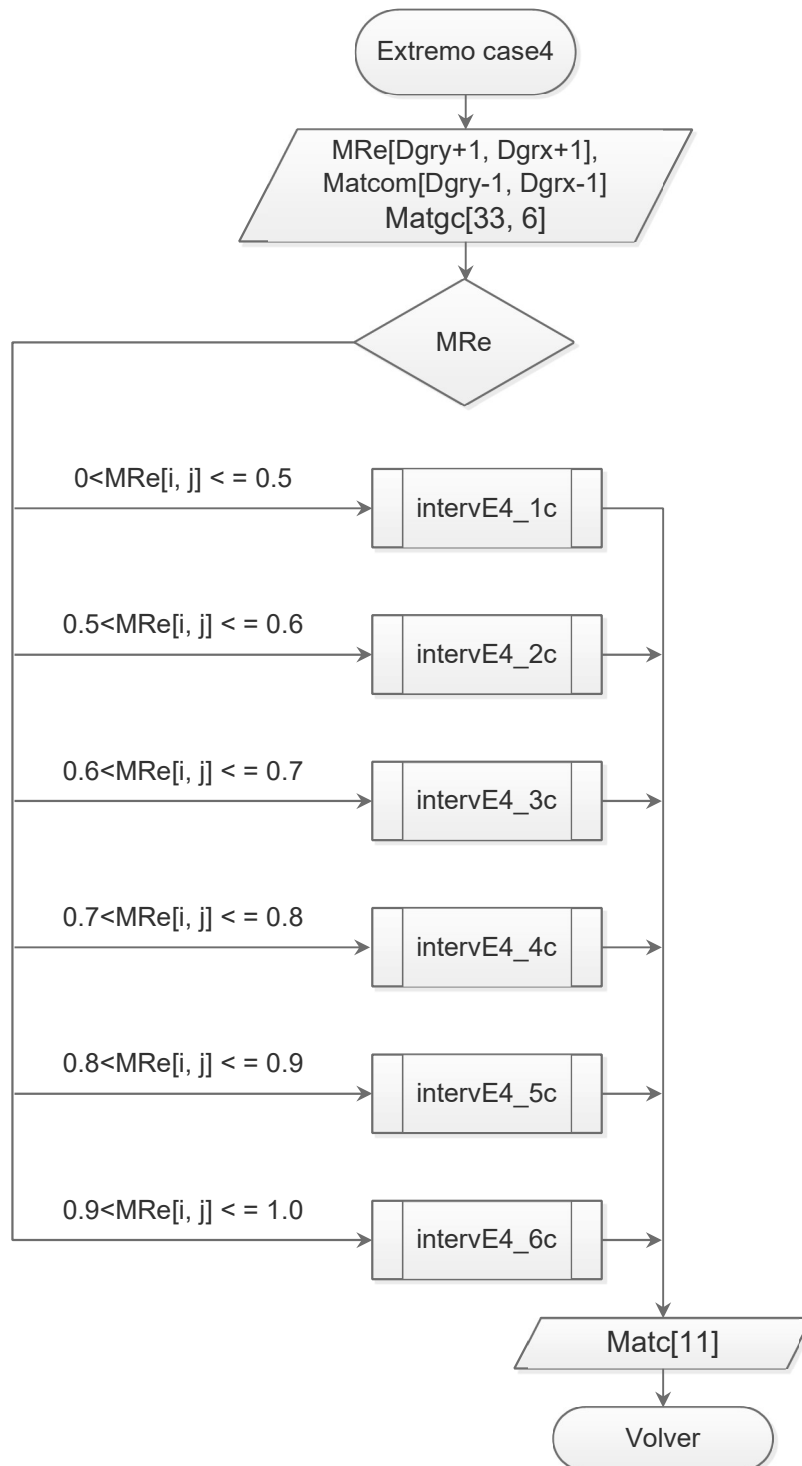 Extremo case4
MRe[Dgry+1, Dgrx+1],
Matcom[Dgry-1, Dgrx-1]
Matgc[33, 6]
MRe
0<MRe[i, j] < = 0.5
intervE4_1c
0.5<MRe[i, j] < = 0.6
intervE4_2c
0.6<MRe[i, j] < = 0.7
intervE4_3c
0.7<MRe[i, j] < = 0.8
intervE4_4c
0.8<MRe[i, j] < = 0.9
intervE4_5c
0.9<MRe[i, j] < = 1.0
intervE4_6c
Matc[11]
Volver